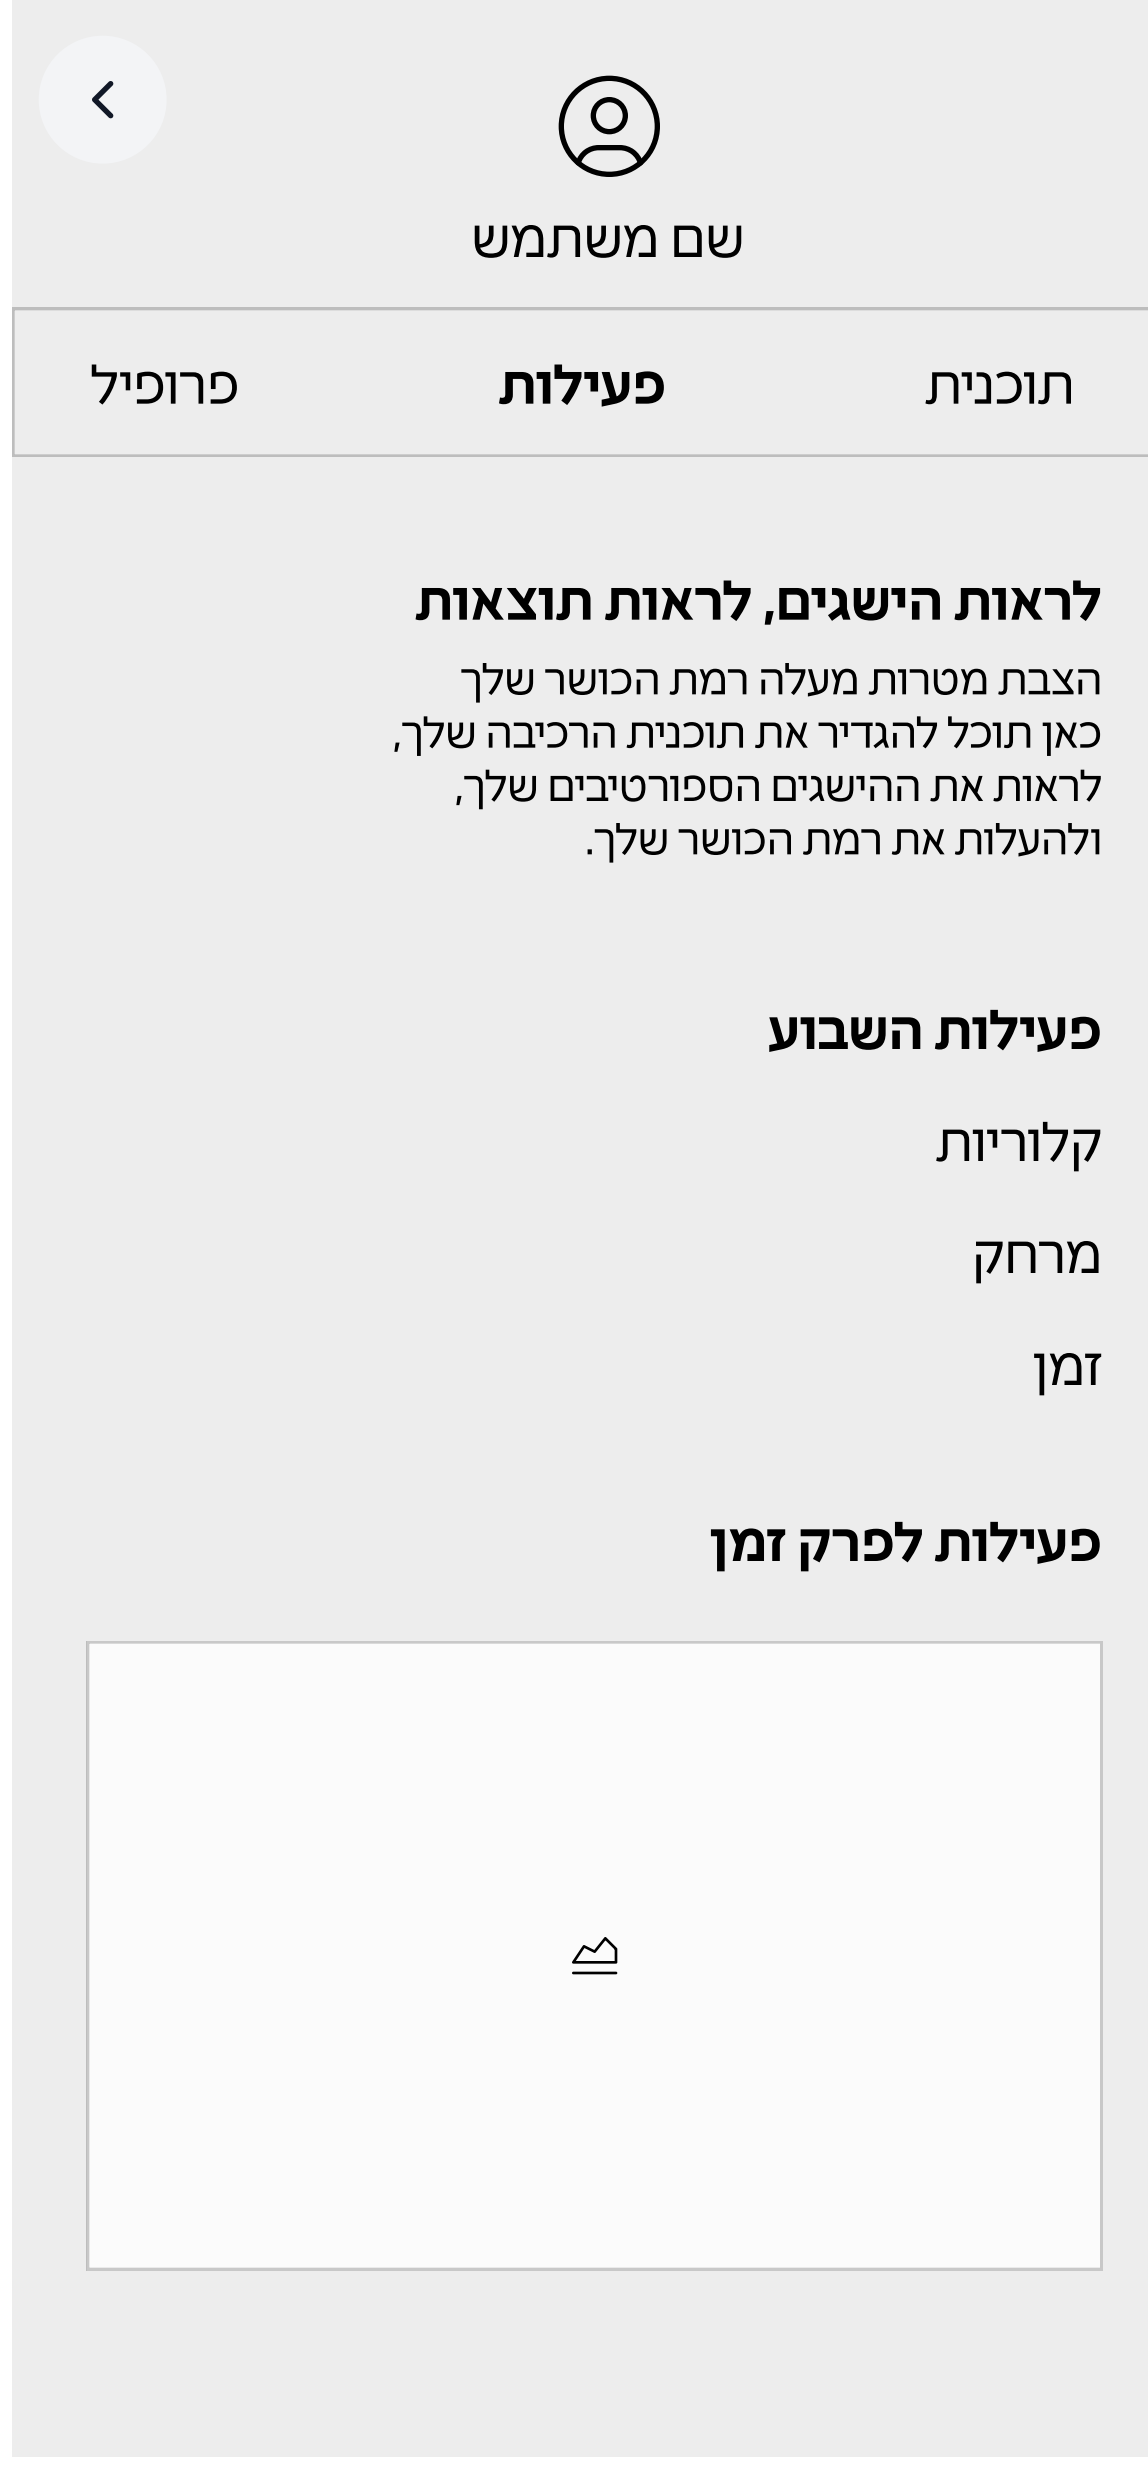 שם משתמש
תוכנית
פעילות
פרופיל
לראות הישגים, לראות תוצאות
הצבת מטרות מעלה רמת הכושר שלך
כאן תוכל להגדיר את תוכנית הרכיבה שלך,
לראות את ההישגים הספורטיבים שלך,
ולהעלות את רמת הכושר שלך.
פעילות השבוע
קלוריות
מרחק
זמן
פעילות לפרק זמן